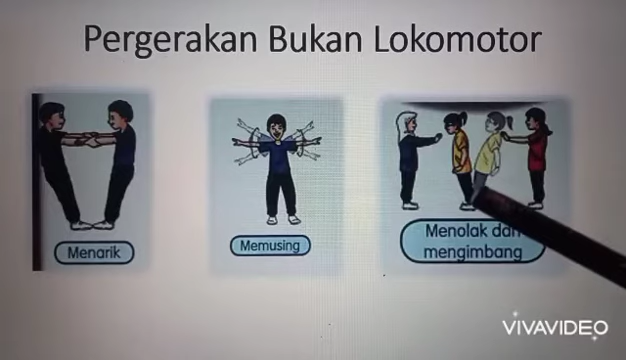 Pergerakan Bukan Lokomotor
Menarik
Memusing
Menolak dan
mengimbang
VIVAVIDEO